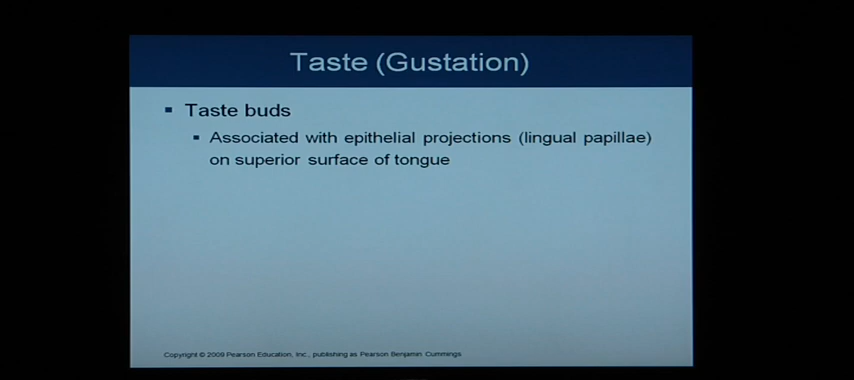 Taste (Gustation)
▪ Taste buds
▪ Associated with epithelial projections (lingual papillae)
on superior surface of tongue
Copyright © 2009 Pearson Education, Inc., publishing as Pearson Benjamin Cummings